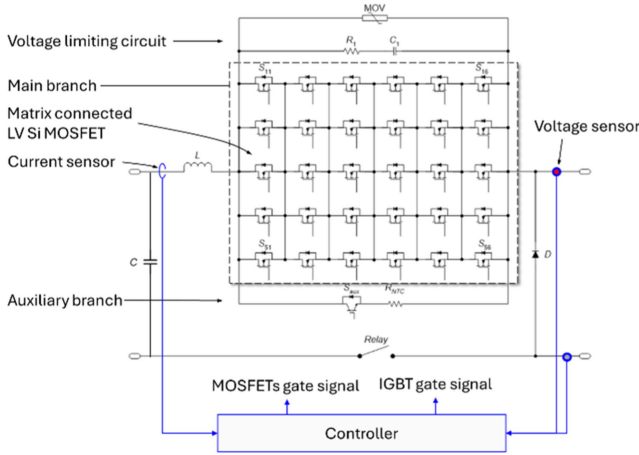 MOV
Voltage limiting circuit
R1 C1
Main branch
S11 S16
Matrix connected
LV Si MOSFET
Voltage sensor
Current sensor
L
C
D
S51 S56
Auxiliary branch
Saux RNTC
Relay
MOSFETs gate signal IGBT gate signal
Controller